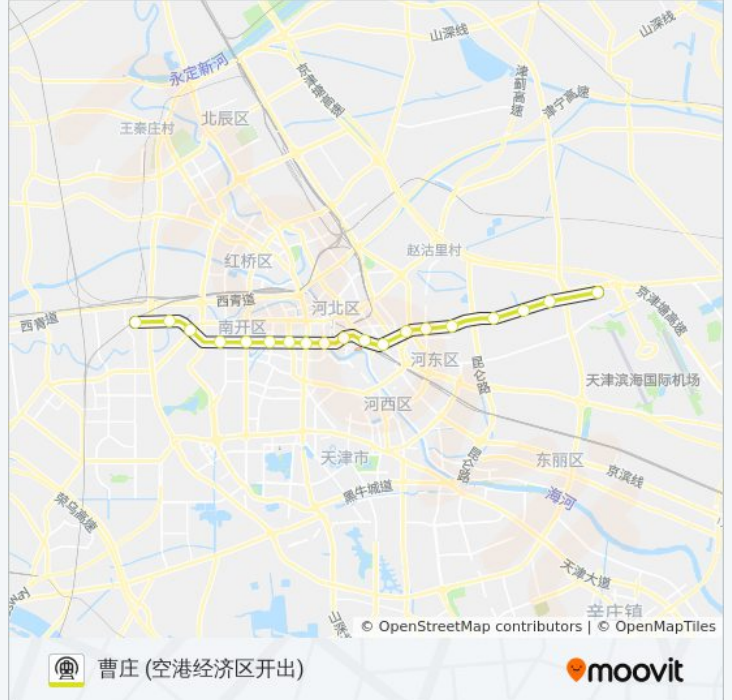 山深线
山深线
永定新河
京津塘高速
津蓟高速
北辰区
王秦庄村
赵沽里村
红桥区
西青道
河北区
京津塘高速
西青道
南开区
河东区
昆仑路
天津滨海国际机场
河西区
天津市
昆仑路
东丽区
京滨线
黑牛城道
海河
荣乌高速
天津大道
辛庄镇
© OpenStreetMap contributors | © OpenMapTiles
曹庄 (空港经济区开出)
moovit